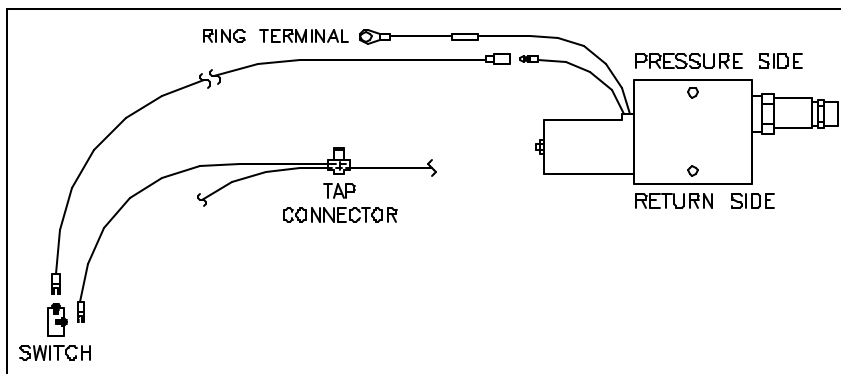 RING TERMINAL
PRESSURE SIDE
TAP
CONNECTOR
RETURN SIDE
SWITCH